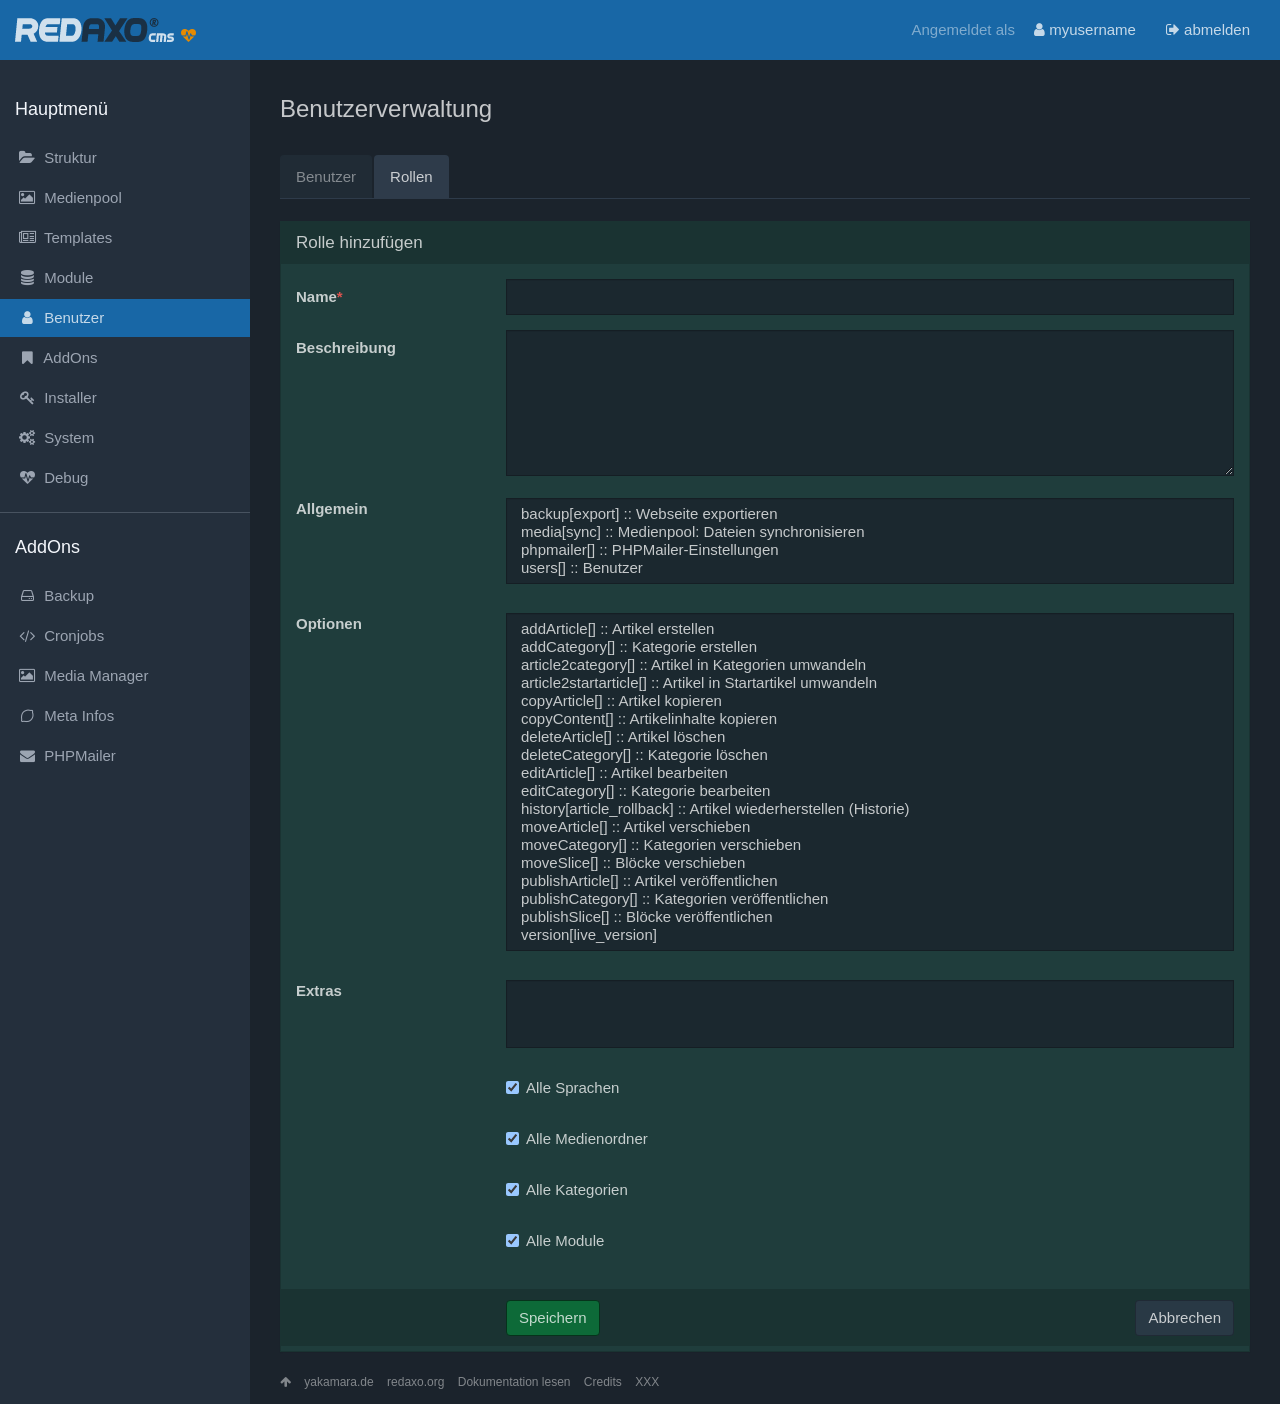 REDAXO® cms
Angemeldet als myusername abmelden
Hauptmenü
Struktur
Medienpool
Templates
Module
Benutzer
AddOns
Installer
System
Debug
AddOns
Backup
Cronjobs
Media Manager
Meta Infos
PHPMailer
Benutzerverwaltung
Benutzer Rollen
Rolle hinzufügen
Name*
Beschreibung
Allgemein
backup[export] :: Webseite exportieren
media[sync] :: Medienpool: Dateien synchronisieren
phpmailer[] :: PHPMailer-Einstellungen
users[] :: Benutzer
Optionen
addArticle[] :: Artikel erstellen
addCategory[] :: Kategorie erstellen
article2category[] :: Artikel in Kategorien umwandeln
article2startarticle[] :: Artikel in Startartikel umwandeln
copyArticle[] :: Artikel kopieren
copyContent[] :: Artikelinhalte kopieren
deleteArticle[] :: Artikel löschen
deleteCategory[] :: Kategorie löschen
editArticle[] :: Artikel bearbeiten
editCategory[] :: Kategorie bearbeiten
history[article_rollback] :: Artikel wiederherstellen (Historie)
moveArticle[] :: Artikel verschieben
moveCategory[] :: Kategorien verschieben
moveSlice[] :: Blöcke verschieben
publishArticle[] :: Artikel veröffentlichen
publishCategory[] :: Kategorien veröffentlichen
publishSlice[] :: Blöcke veröffentlichen
version[live_version]
Extras
Alle Sprachen
Alle Medienordner
Alle Kategorien
Alle Module
Speichern Abbrechen
yakamara.de redaxo.org Dokumentation lesen Credits XXX